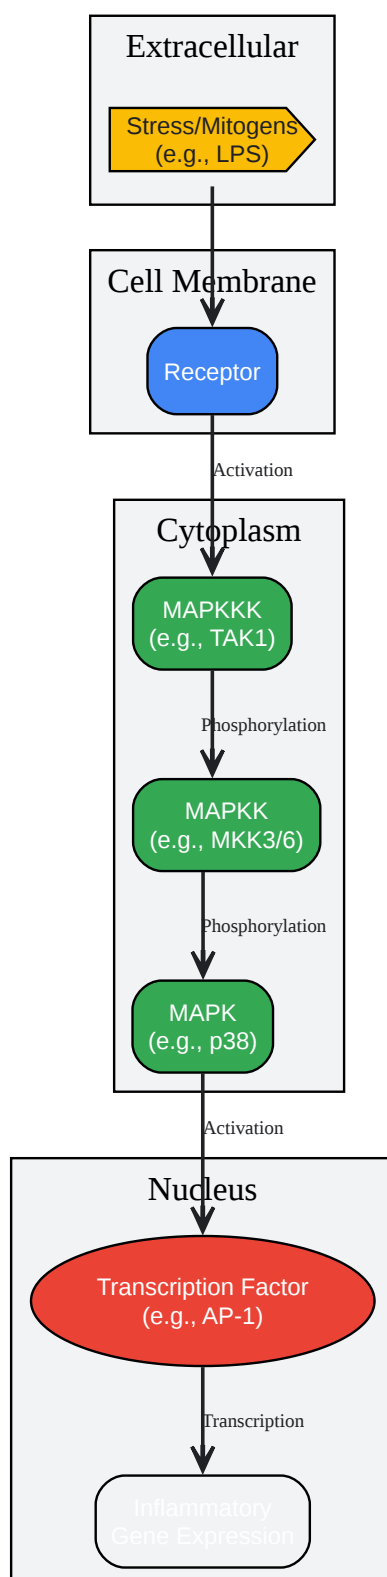 Extracellular
Stress/Mitogens
(e.g., LPS)
Cell Membrane
Receptor
Activation
Cytoplasm
MAPKKK
(e.g., TAK1)
Phosphorylation
MAPKK
(e.g., MKK3/6)
Phosphorylation
MAPK
(e.g., p38)
Activation
Nucleus
Transcription Factor
(e.g., AP-1)
Transcription
Inflammatory
Gene Expression